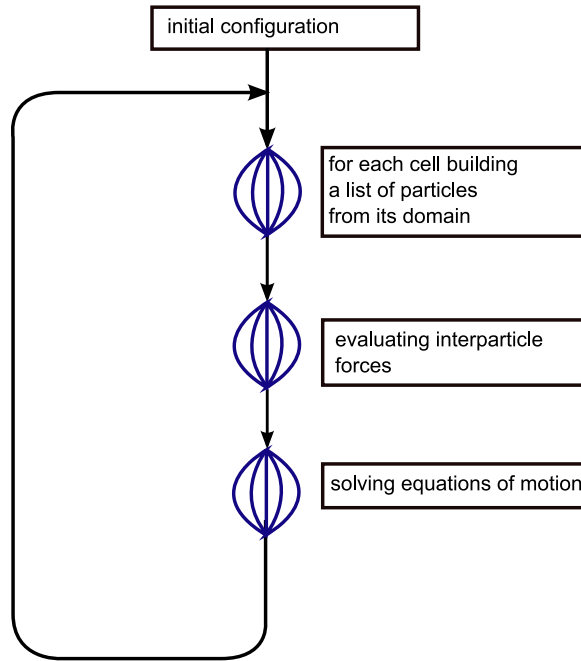 initial configuration
for each cell building
a list of particles
from its domain
evaluating interparticle
forces
solving equations of motion